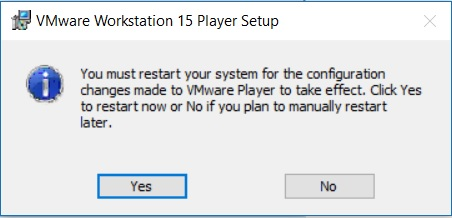 VMware Workstation 15 Player Setup
You must restart your system for the configuration
changes made to VMware Player to take effect. Click Yes
to restart now or No if you plan to manually restart
later.
Yes
No